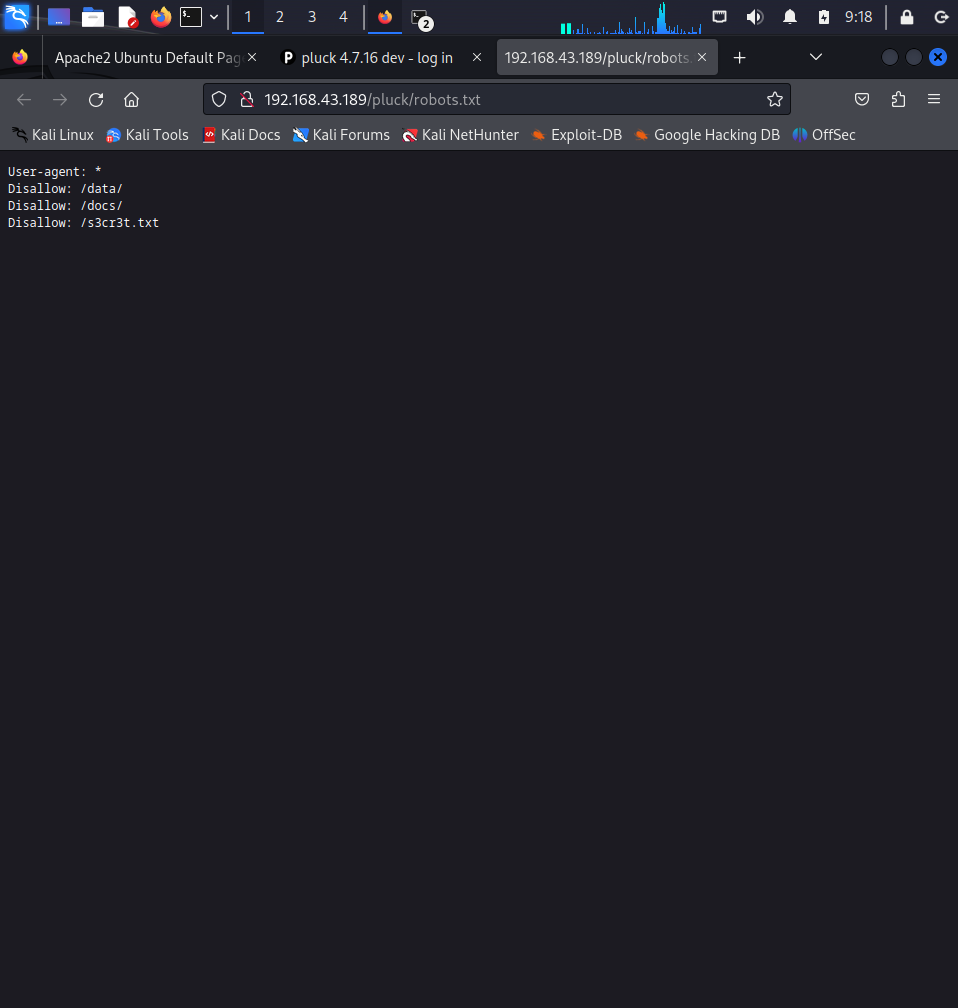 1 2 3 4 2 9:18
Apache2 Ubuntu Default Pag pluck 4.7.16 dev - log in 192.168.43.189/pluck/robots.
192.168.43.189/pluck/robots.txt
Kali Linux Kali Tools Kali Docs Kali Forums Kali NetHunter Exploit-DB Google Hacking DB OffSec
User-agent: *
Disallow: /data/
Disallow: /docs/
Disallow: /s3cr3t.txt